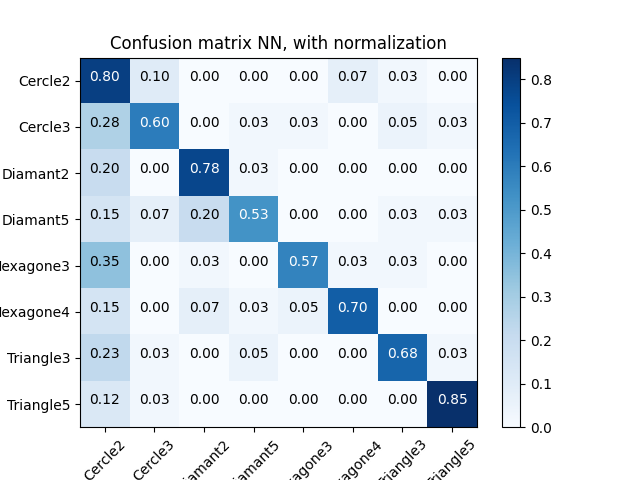 Confusion matrix NN, with normalization
Cercle2 0.80 0.10 0.00 0.00 0.00 0.07 0.03 0.00
Cercle3 0.28 0.60 0.00 0.03 0.03 0.00 0.05 0.03
Diamant2 0.20 0.00 0.78 0.03 0.00 0.00 0.00 0.00
Diamant5 0.15 0.07 0.20 0.53 0.00 0.00 0.03 0.03
exagone3 0.35 0.00 0.03 0.00 0.57 0.03 0.03 0.00
exagone4 0.15 0.00 0.07 0.03 0.05 0.70 0.00 0.00
Triangle3 0.23 0.03 0.00 0.05 0.00 0.00 0.68 0.03
Triangle5 0.12 0.03 0.00 0.00 0.00 0.00 0.00 0.85
Cercle2 Cercle3 iamant2 iamant5 xagone3 xagone4 riangle3 riangle5
0.8
0.7
0.6
0.5
0.4
0.3
0.2
0.1
0.0